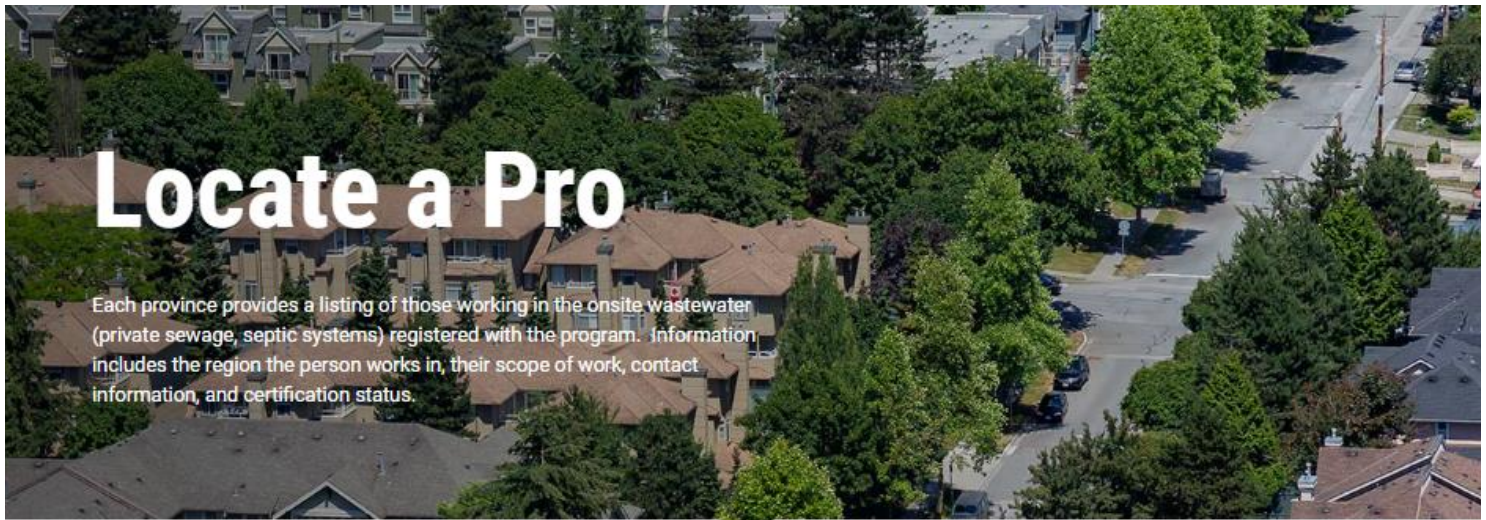 Locate a Pro
Each province provides a listing of those working in the onsite wastewater
(private sewage, septic systems) registered with the program.  Information
includes the region the person works in, their scope of work, contact
information, and certification status.